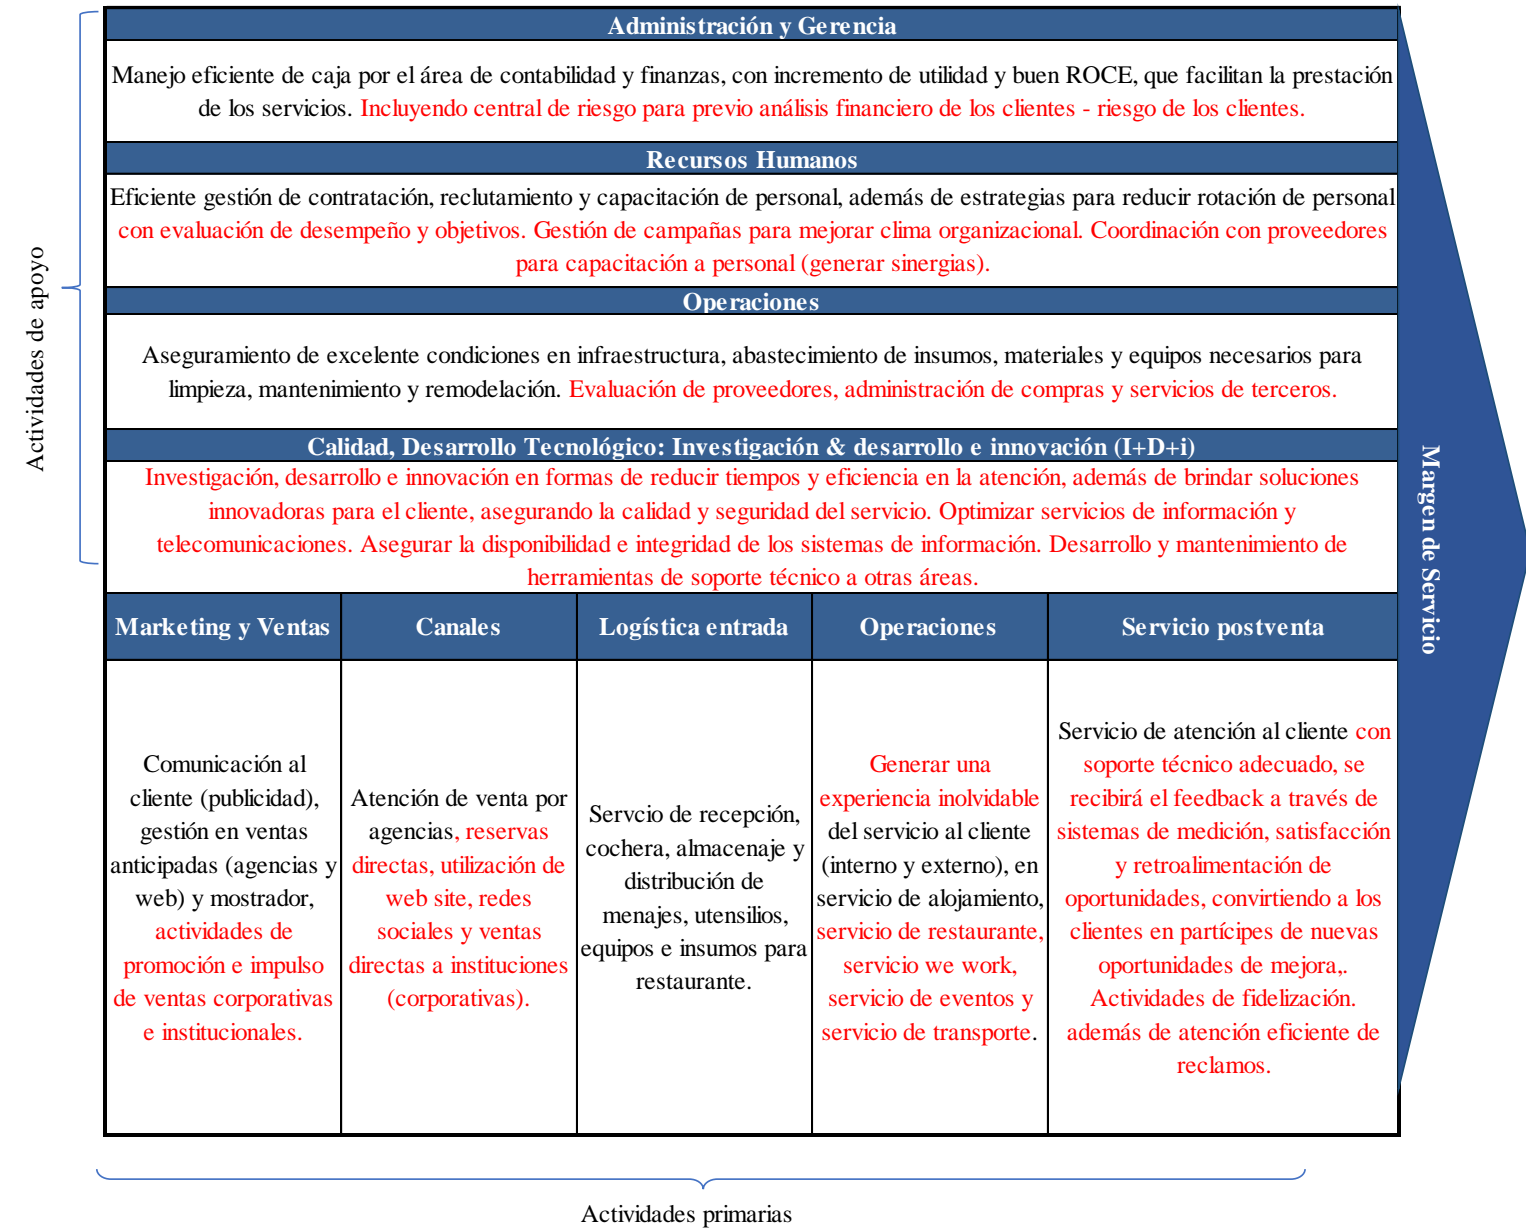 Administración y Gerencia
Manejo eficiente de caja por el área de contabilidad y finanzas, con incremento de utilidad y buen ROCE, que facilitan la prestación
de los servicios. Incluyendo central de riesgo para previo análisis financiero de los clientes - riesgo de los clientes.
Recursos Humanos
Eficiente gestión de contratación, reclutamiento y capacitación de personal, además de estrategias para reducir rotación de personal
con evaluación de desempeño y objetivos. Gestión de campañas para mejorar clima organizacional. Coordinación con proveedores
para capacitación a personal (generar sinergias).
Operaciones
Aseguramiento de excelente condiciones en infraestructura, abastecimiento de insumos, materiales y equipos necesarios para
limpieza, mantenimiento y remodelación. Evaluación de proveedores, administración de compras y servicios de terceros.
Calidad, Desarrollo Tecnológico: Investigación & desarrollo e innovación (I+D+i)
Investigación, desarrollo e innovación en formas de reducir tiempos y eficiencia en la atención, además de brindar soluciones
innovadoras para el cliente, asegurando la calidad y seguridad del servicio. Optimizar servicios de información y
telecomunicaciones. Asegurar la disponibilidad e integridad de los sistemas de información. Desarrollo y mantenimiento de
herramientas de soporte técnico a otras áreas.
Actividades de apoyo
Marketing y Ventas
Comunicación al
cliente (publicidad),
gestión en ventas
anticipadas (agencias y
web) y mostrador,
actividades de
promoción e impulso
de ventas corporativas
e institucionales.
Canales
Atención de venta por
agencias, reservas
directas, utilización de
web site, redes
sociales y ventas
directas a instituciones
(corporativas).
Logística entrada
Servcio de recepción,
cochera, almacenaje y
distribución de
menajes, utensilios,
equipos e insumos para
restaurante.
Operaciones
Generar una
experiencia inolvidable
del servicio al cliente
(interno y externo), en
servicio de alojamiento,
servicio de restaurante,
servicio we work,
servicio de eventos y
servicio de transporte.
Servicio postventa
Servicio de atención al cliente con
soporte técnico adecuado, se
recibirá el feedback a través de
sistemas de medición, satisfacción
y retroalimentación de
oportunidades, convirtiendo a los
clientes en partícipes de nuevas
oportunidades de mejora,.
Actividades de fidelización.
además de atención eficiente de
reclamos.
Margen de Servicio
Actividades primarias